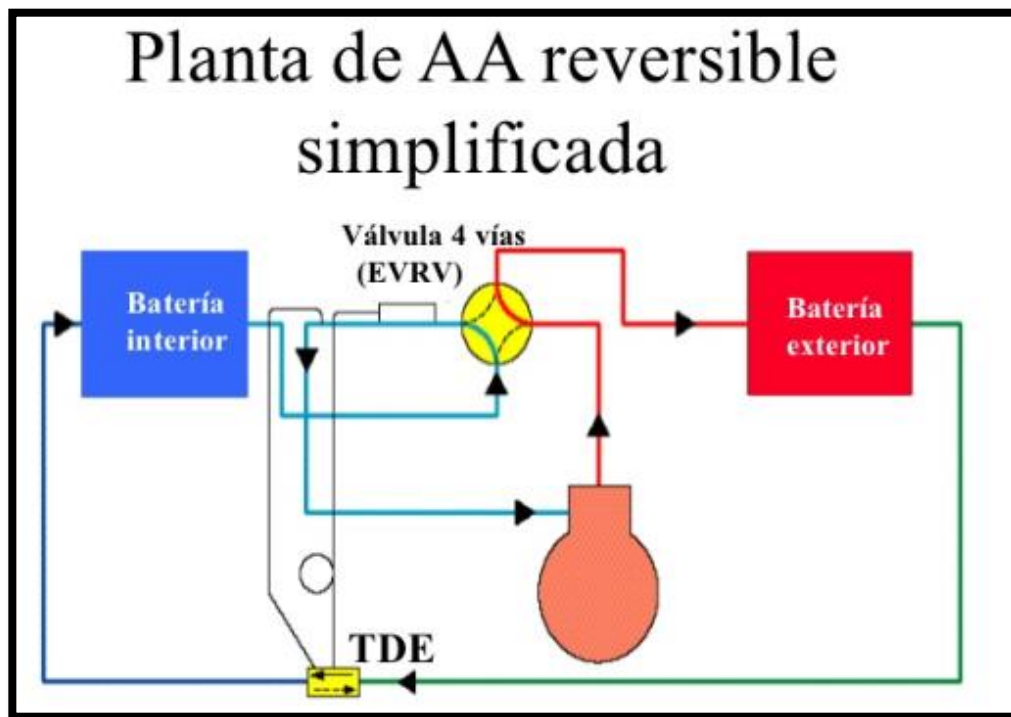 Planta de AA reversible
simplificada
Válvula 4 vías
(EVRV)
Batería
interior
Batería
exterior
TDE